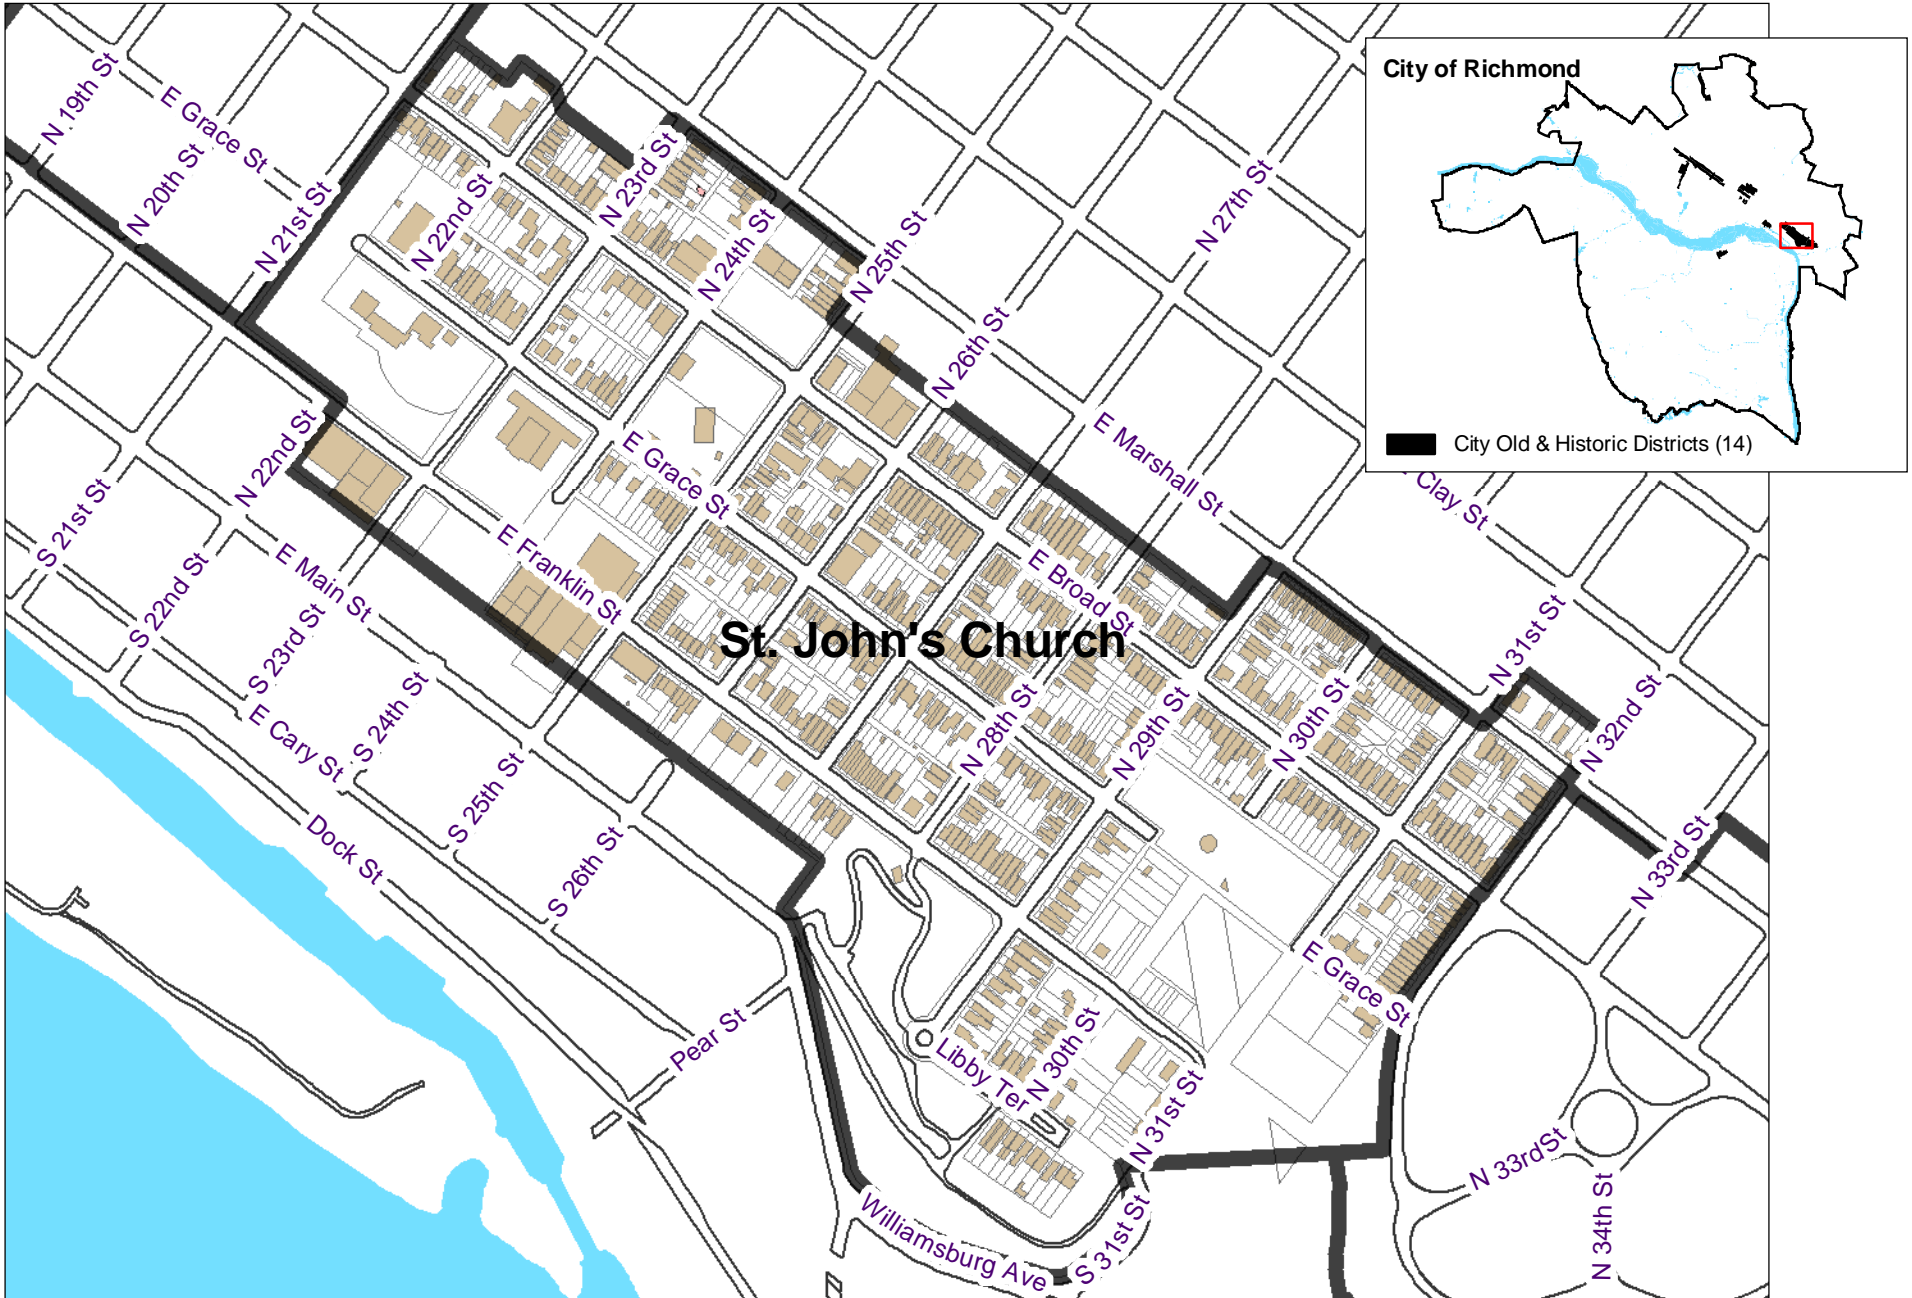 City of Richmond
City Old & Historic Districts (14)
N 19th St
E Grace St
N 20th St
N 21st St
N 22nd St
N 23rd St
N 24th St
N 25th St
N 27th St
N 26th St
E Marshall St
Clay St
N 22nd St
E Grace St
S 21st St
E Main St
E Franklin St
S 22nd St
S 23rd St
E Broad St
St. John's Church
N 31st St
S 24th St
E Cary St
N 28th St
N 29th St
N 30th St
N 32nd St
Dock St
S 25th St
S 26th St
N 33rd St
E Grace St
Pear St
Libby Ter
N 30th St
N 31st St
N 33rd St
Williamsburg Ave
S 31st St
N 34th St